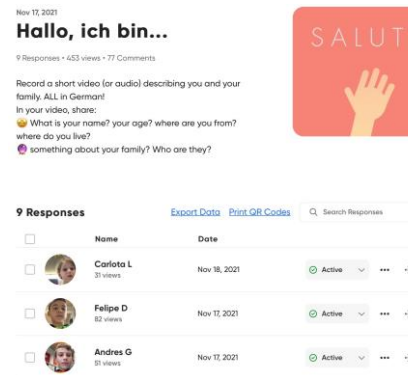 Nov 17, 2021
Hallo, ich bin...
9 Responses • 453 views • 77 Comments
SALUT
Record a short video (or audio) describing you and your
family. ALL in German!
In your video, share:
🤩 What is your name? your age? where are you from?
where do you live?
🔮 something about your family? Who are they?
9 Responses
Export Data Print QR Codes Search Responses
Name Date
Carlota L
31 views
Nov 18, 2021 Active
Felipe D
82 views
Nov 17, 2021 Active
Andres G
51 views
Nov 17, 2021 Active